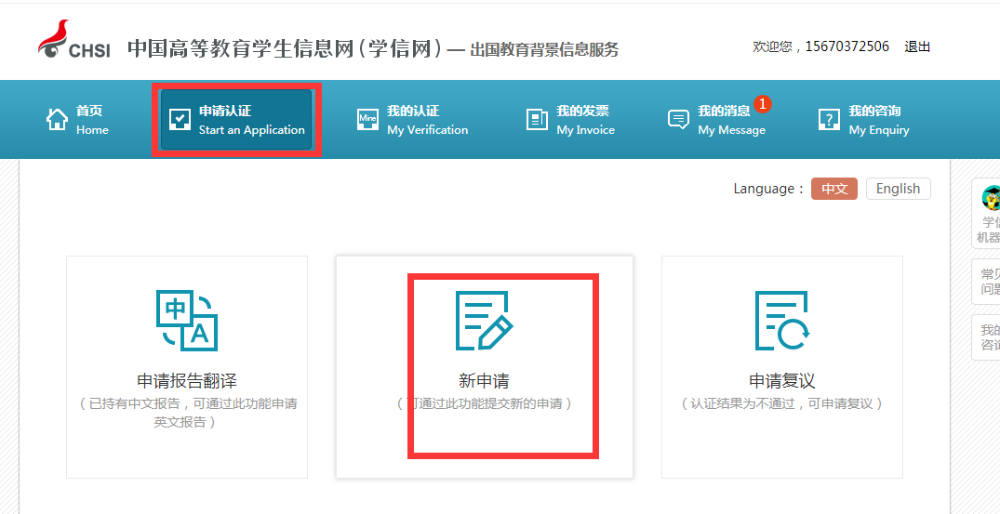 CHSI 中国高等教育学生信息网(学信网)— 出国教育背景信息服务
欢迎您，15670372506 退出
首页
Home
申请认证
Start an Application
Mine
我的认证
My Verification
我的发票
My Invoice
我的消息 1
My Message
?
我的咨询
My Enquiry
Language： 中文 English
中
A
申请报告翻译
（已持有中文报告，可通过此功能申请
英文报告）
新申请
（可通过此功能提交新的申请）
申请复议
（认证结果为不通过，可申请复议）
学
机器
常
问
我的
咨